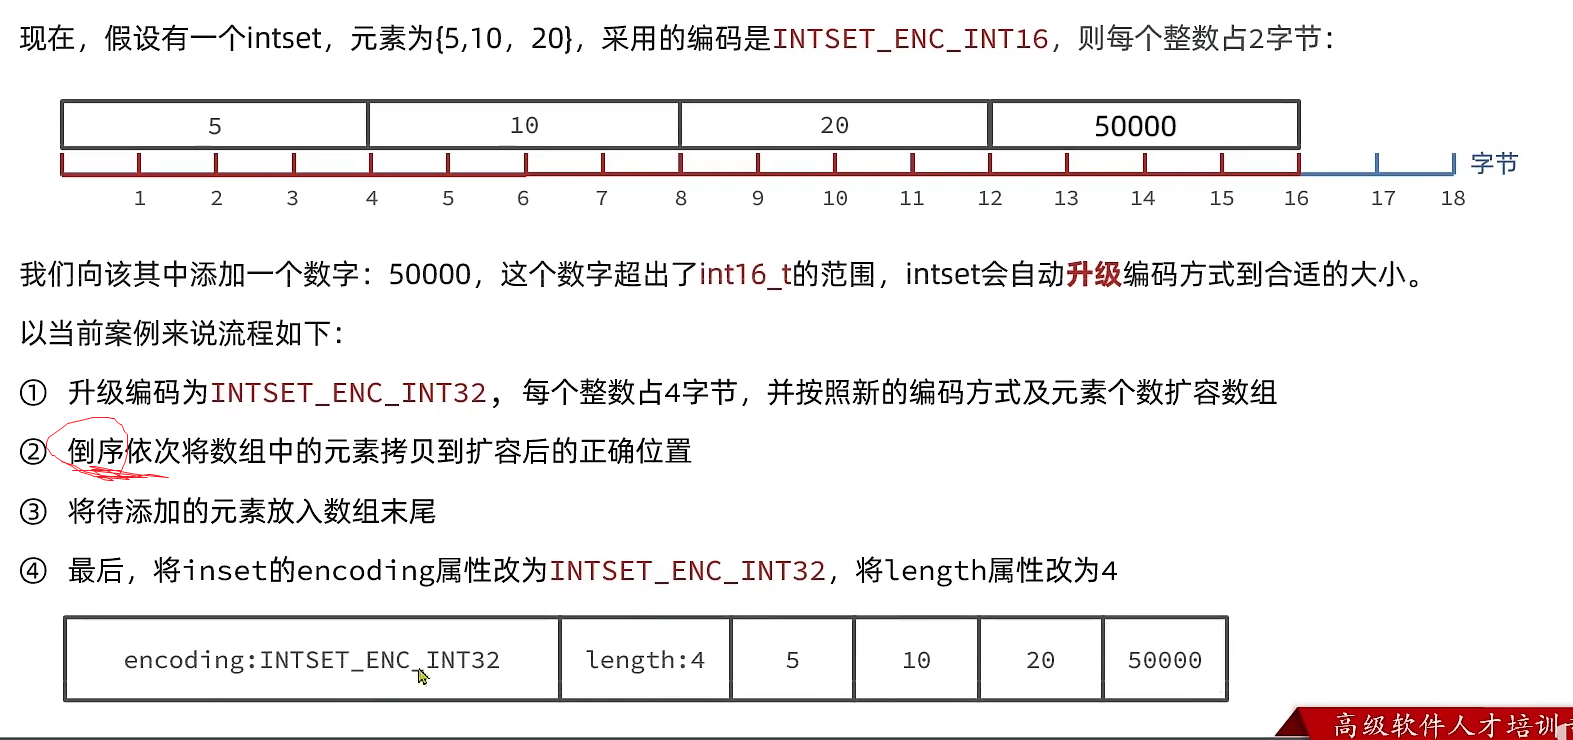 现在，假设有一个intset，元素为{5,10，20}，采用的编码是INTSET_ENC_INT16，则每个整数占2字节：
5 10 20 50000
字节
1 2 3 4 5 6 7 8 9 10 11 12 13 14 15 16 17 18
我们向该其中添加一个数字：50000，这个数字超出了int16_t的范围，intset会自动升级编码方式到合适的大小。
以当前案例来说流程如下：
① 升级编码为INTSET_ENC_INT32，每个整数占4字节，并按照新的编码方式及元素个数扩容数组
② 倒序依次将数组中的元素拷贝到扩容后的正确位置
③ 将待添加的元素放入数组末尾
④ 最后，将inset的encoding属性改为INTSET_ENC_INT32，将length属性改为4
encoding:INTSET_ENC_INT32 length:4 5 10 20 50000
高级软件人才培训